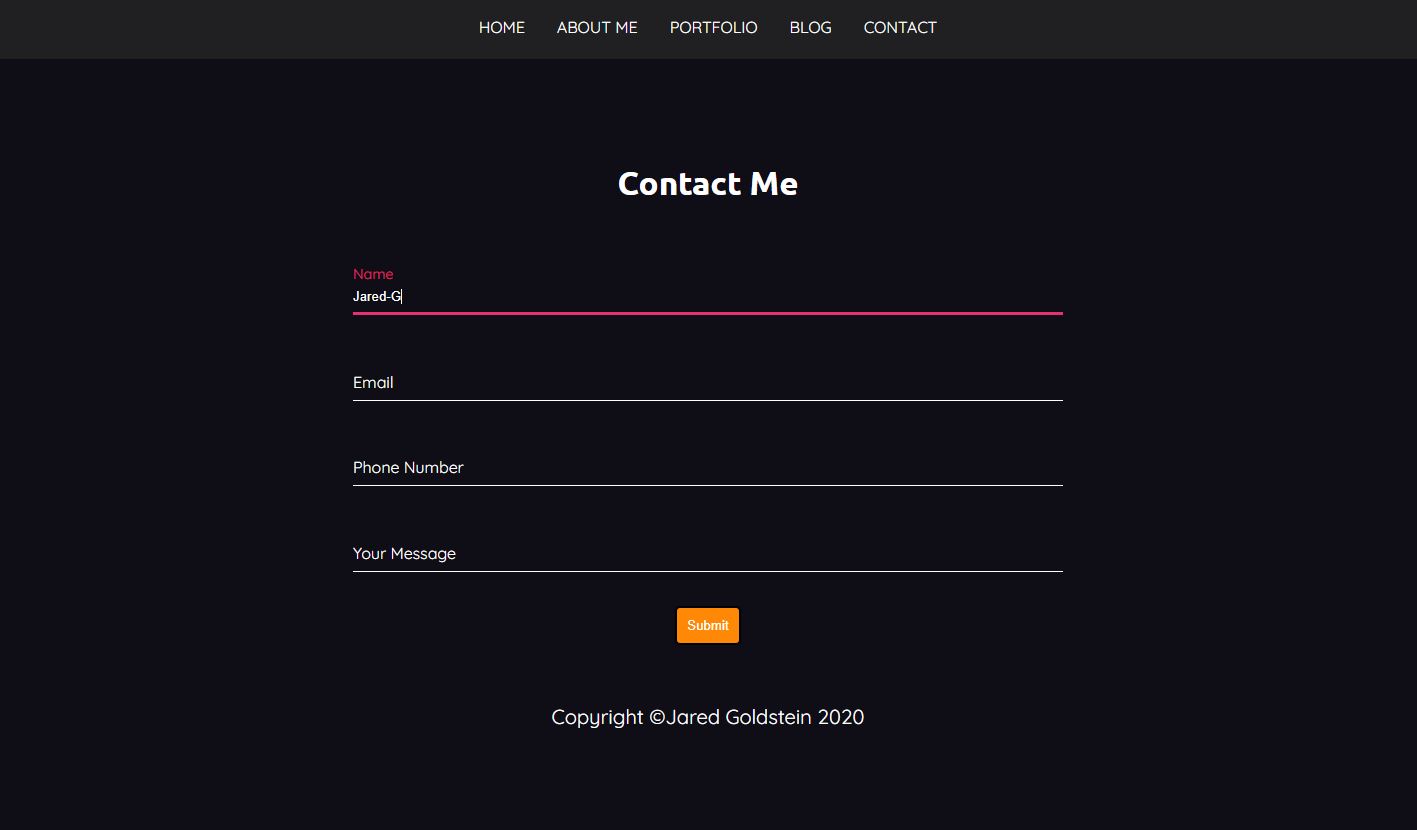 HOME ABOUT ME PORTFOLIO BLOG CONTACT
Contact Me
Name
Jared-G
Email
Phone Number
Your Message
Submit
Copyright ©Jared Goldstein 2020